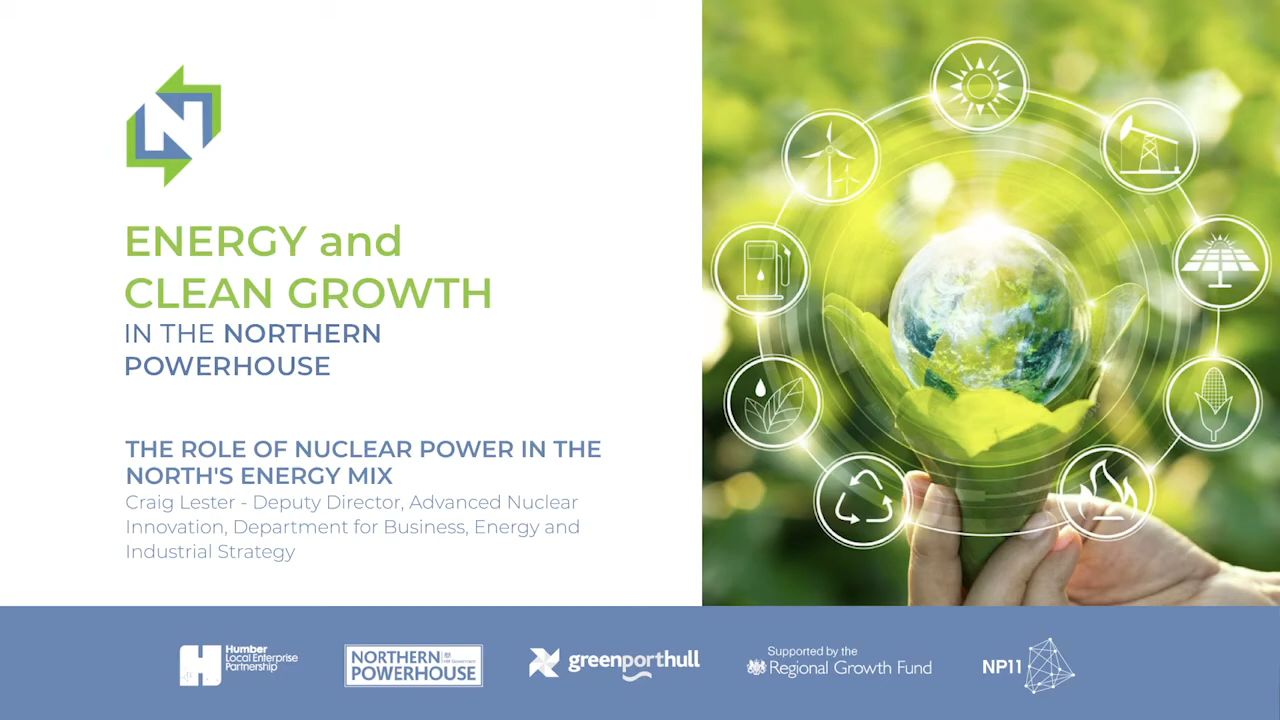 N
ENERGY and
CLEAN GROWTH
IN THE NORTHERN
POWERHOUSE
THE ROLE OF NUCLEAR POWER IN THE
NORTH'S ENERGY MIX
Craig Lester - Deputy Director, Advanced Nuclear
Innovation, Department for Business, Energy and
Industrial Strategy
H
Humber
Local Enterprise
Partnership
NORTHERN
HM Government
POWERHOUSE
greenporthull
Supported by the
Regional Growth Fund
NP11